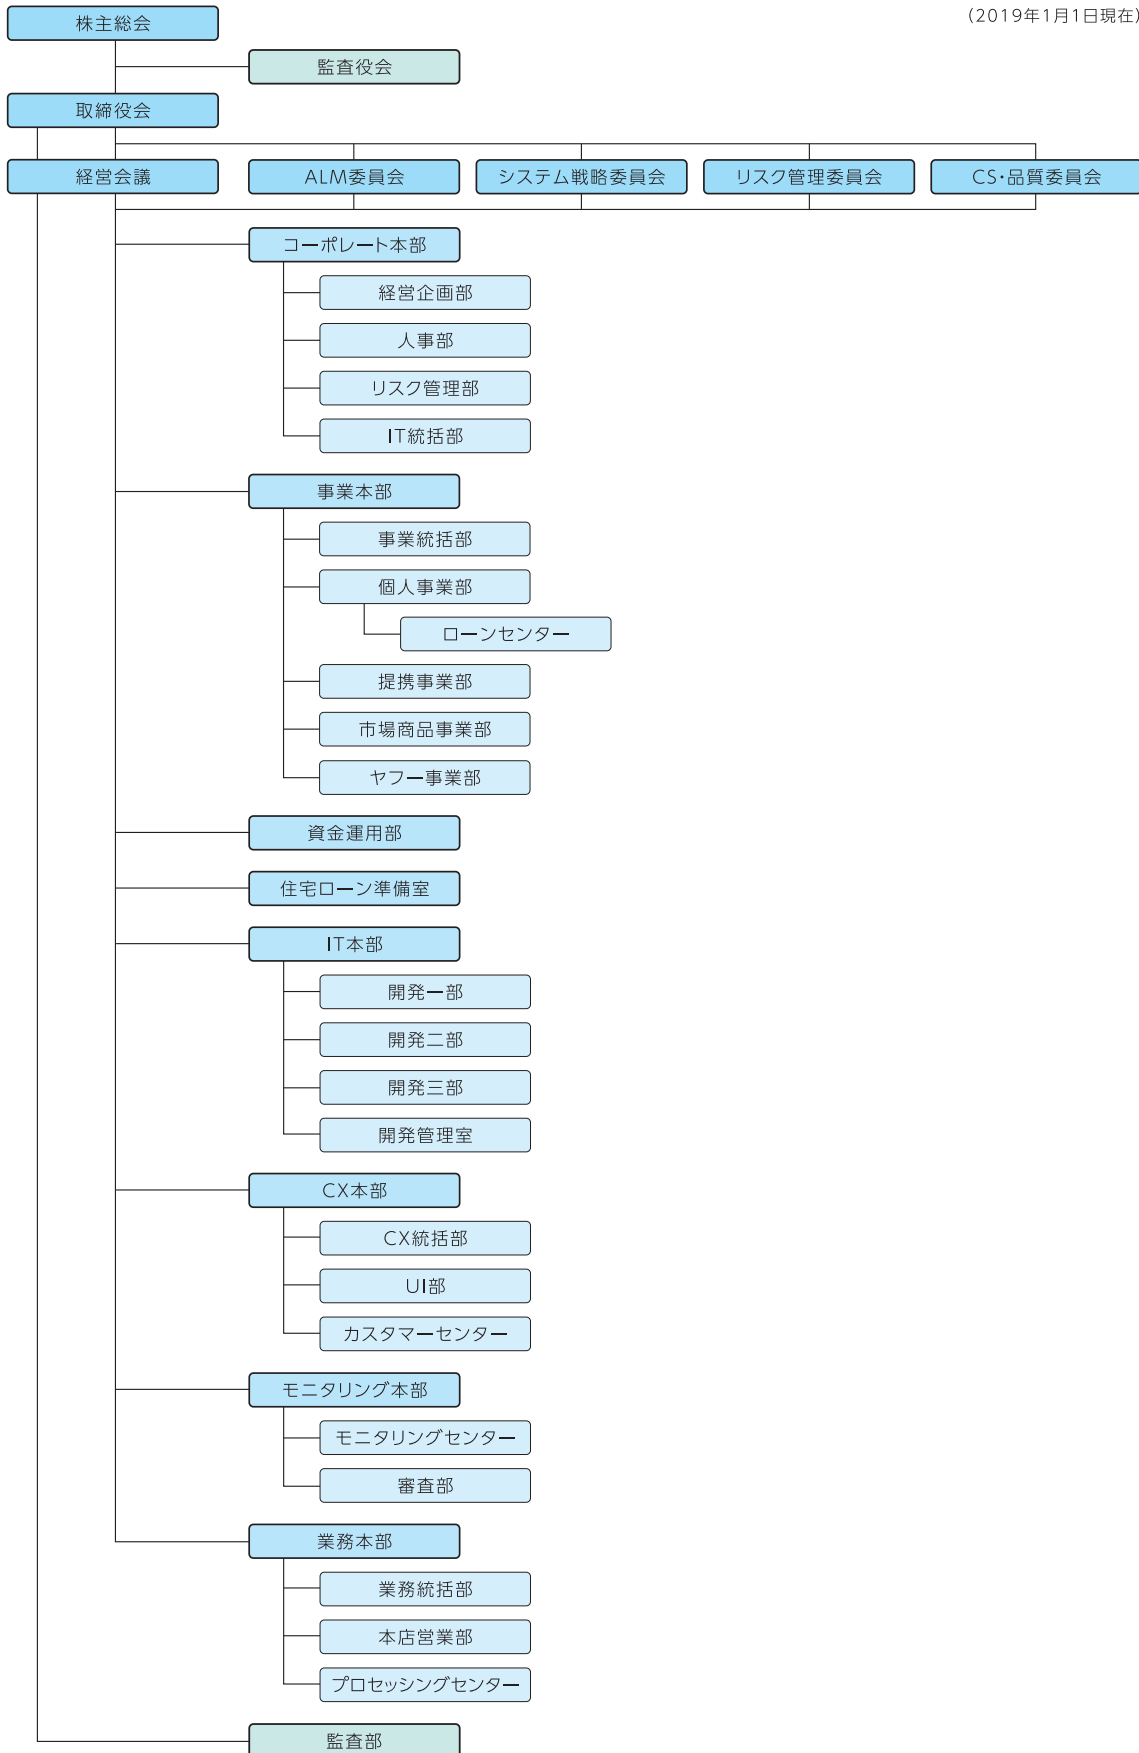 (2019年1月1日現在)
株主総会
監査役会
取締役会
経営会議
ALM委員会
システム戦略委員会
リスク管理委員会
CS・品質委員会
コーポレート本部
経営企画部
人事部
リスク管理部
IT統括部
事業本部
事業統括部
個人事業部
ローンセンター
提携事業部
市場商品事業部
ヤフー事業部
資金運用部
住宅ローン準備室
IT本部
開発一部
開発二部
開発三部
開発管理室
CX本部
CX統括部
UI部
カスタマーセンター
モニタリング本部
モニタリングセンター
審査部
業務本部
業務統括部
本店営業部
プロセッシングセンター
監査部